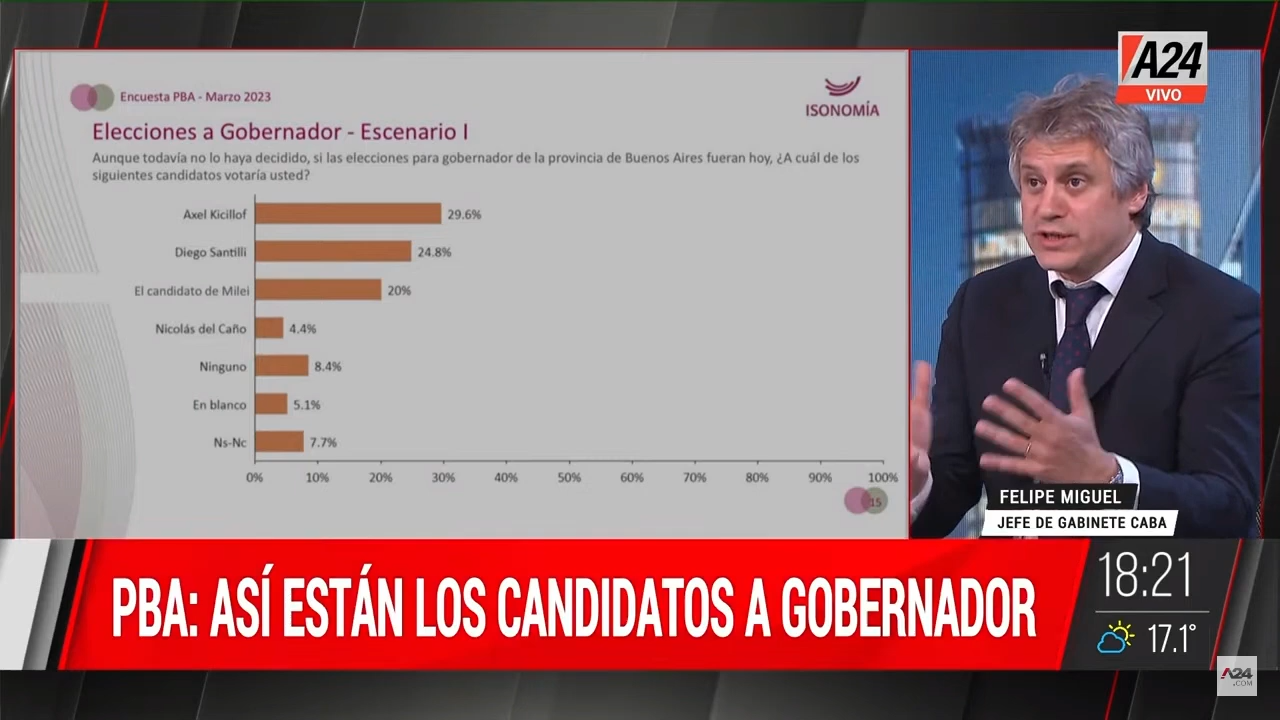 A24
VIVO
Encuesta PBA - Marzo 2023
ISONOMÍA
Elecciones a Gobernador - Escenario I
Aunque todavía no lo haya decidido, si las elecciones para gobernador de la provincia de Buenos Aires fueran hoy, ¿A cuál de los
siguientes candidatos votaría usted?
Axel Kicillof 29.6%
Diego Santilli 24.8%
El candidato de Milei 20%
Nicolás del Caño 4.4%
Ninguno 8.4%
En blanco 5.1%
Ns-Nc 7.7%
0% 10% 20% 30% 40% 50% 60% 70% 80% 90% 100%
15
FELIPE MIGUEL
JEFE DE GABINETE CABA
PBA: ASÍ ESTÁN LOS CANDIDATOS A GOBERNADOR
18:21
17.1°
A24
.COM